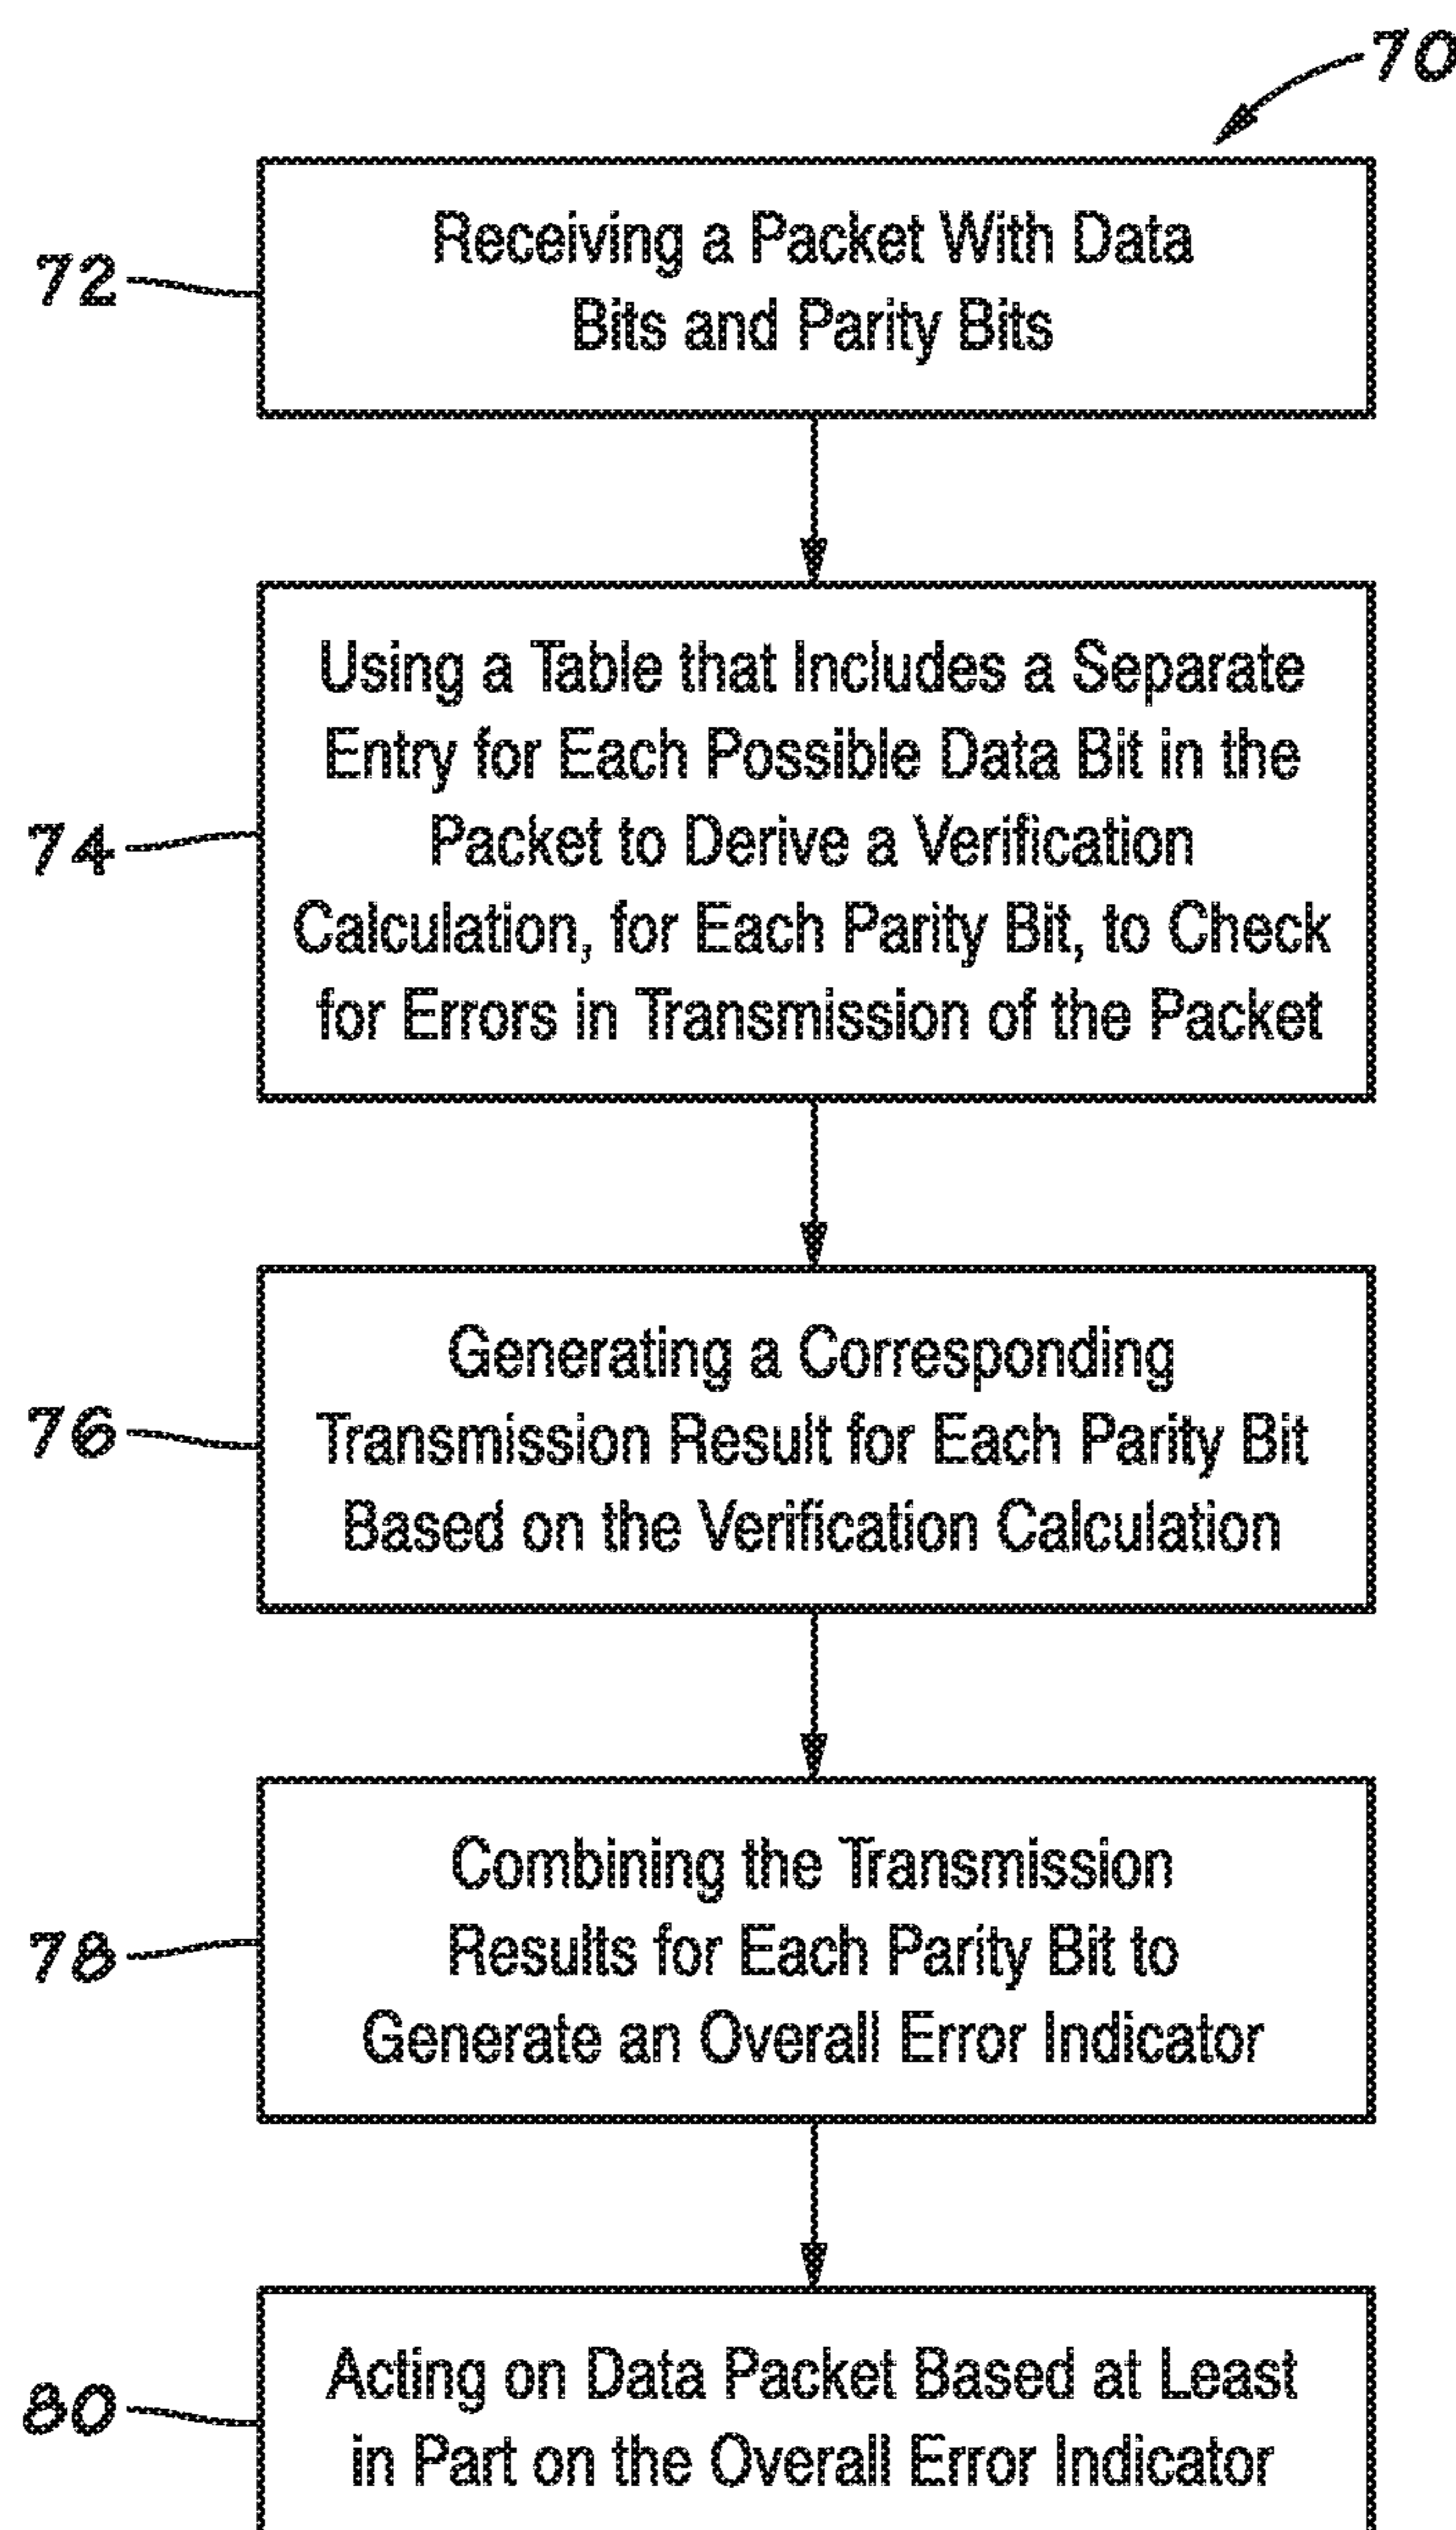 70
72
Receiving a Packet With Data
Bits and Parity Bits
74
Using a Table that Includes a Separate
Entry for Each Possible Data Bit in the
Packet to Derive a Verification
Calculation, for Each Parity Bit, to Check
for Errors in Transmission of the Packet
76
Generating a Corresponding
Transmission Result for Each Parity Bit
Based on the Verification Calculation
78
Combining the Transmission
Results for Each Parity Bit to
Generate an Overall Error Indicator
80
Acting on Data Packet Based at Least
in Part on the Overall Error Indicator